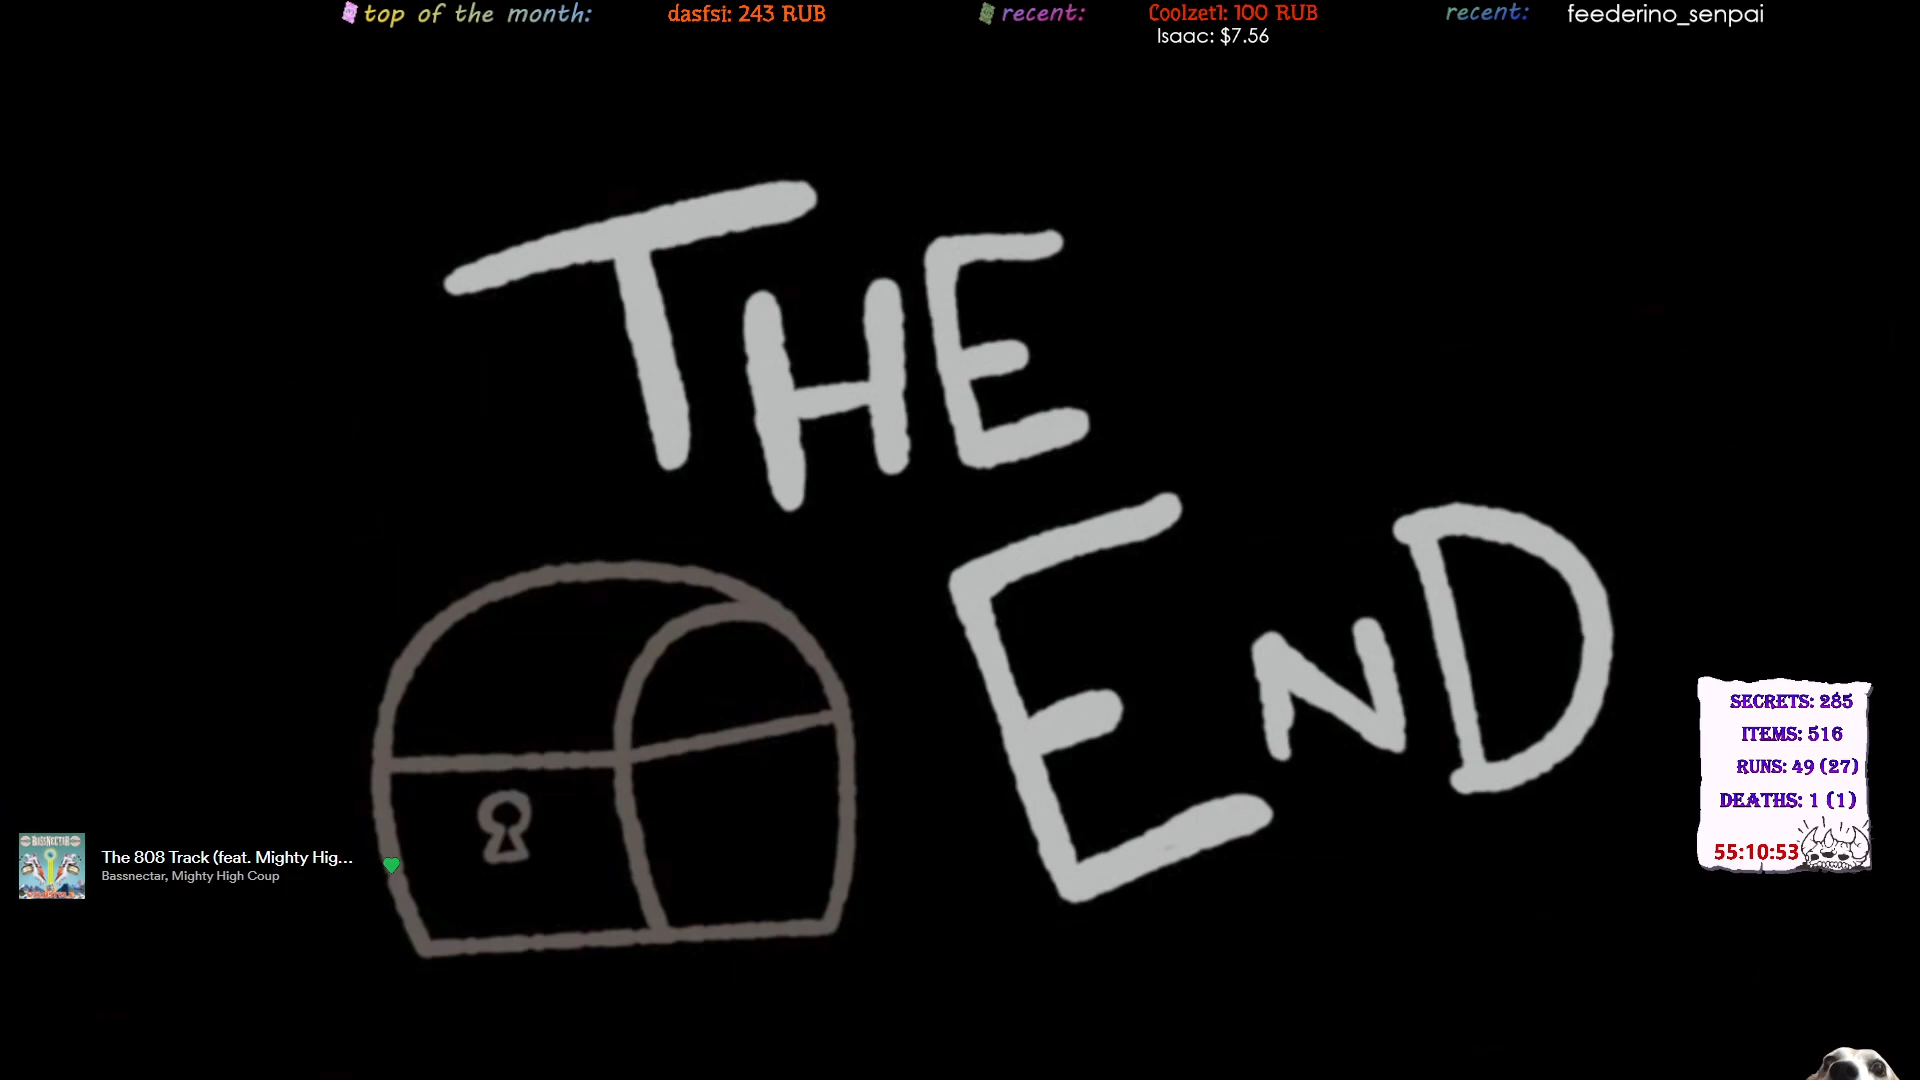 top of the month: dasfsi: 243 RUB recent: Coolzet1: 100 RUB recent: feederino_senpai
Isaac: $7.56
THE
END
SECRETS: 285
ITEMS: 516
RUNS: 49 (27)
DEATHS: 1 (1)
55:10:53
The 808 Track (feat. Mighty Hig...
Bassnectar, Mighty High Coup